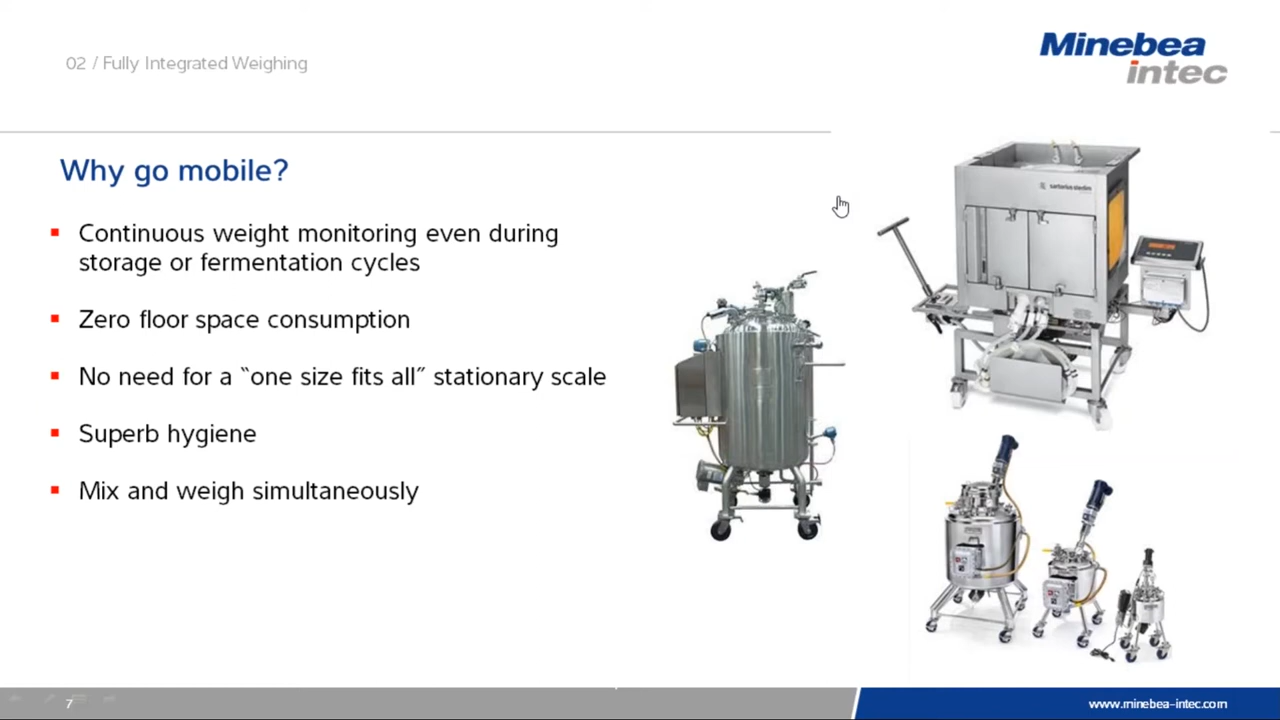 02 / Fully Integrated Weighing
Minebea
intec
Why go mobile?
Continuous weight monitoring even during
storage or fermentation cycles
Zero floor space consumption
No need for a “one size fits all” stationary scale
Superb hygiene
Mix and weigh simultaneously
sartorius stedim
7
www.minebea-intec.com